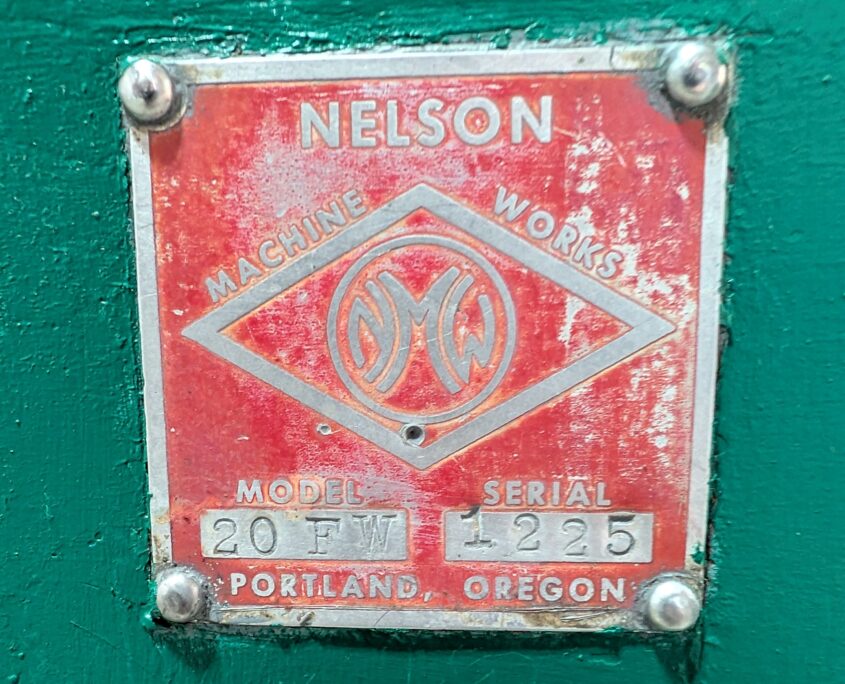 NELSON
MACHINE WORKS
NMW
MODEL SERIAL
20 FW 1225
PORTLAND, OREGON